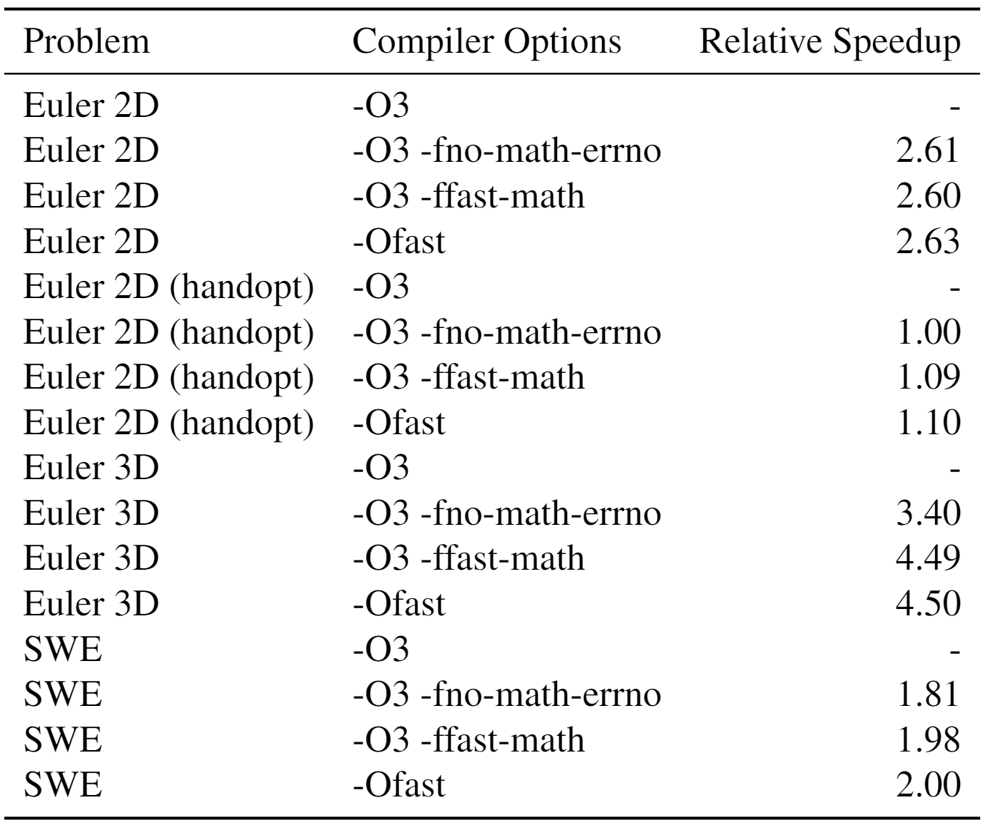 Problem Compiler Options Relative Speedup
Euler 2D -O3 -
Euler 2D -O3 -fno-math-errno 2.61
Euler 2D -O3 -ffast-math 2.60
Euler 2D -Ofast 2.63
Euler 2D (handopt) -O3 -
Euler 2D (handopt) -O3 -fno-math-errno 1.00
Euler 2D (handopt) -O3 -ffast-math 1.09
Euler 2D (handopt) -Ofast 1.10
Euler 3D -O3 -
Euler 3D -O3 -fno-math-errno 3.40
Euler 3D -O3 -ffast-math 4.49
Euler 3D -Ofast 4.50
SWE -O3 -
SWE -O3 -fno-math-errno 1.81
SWE -O3 -ffast-math 1.98
SWE -Ofast 2.00